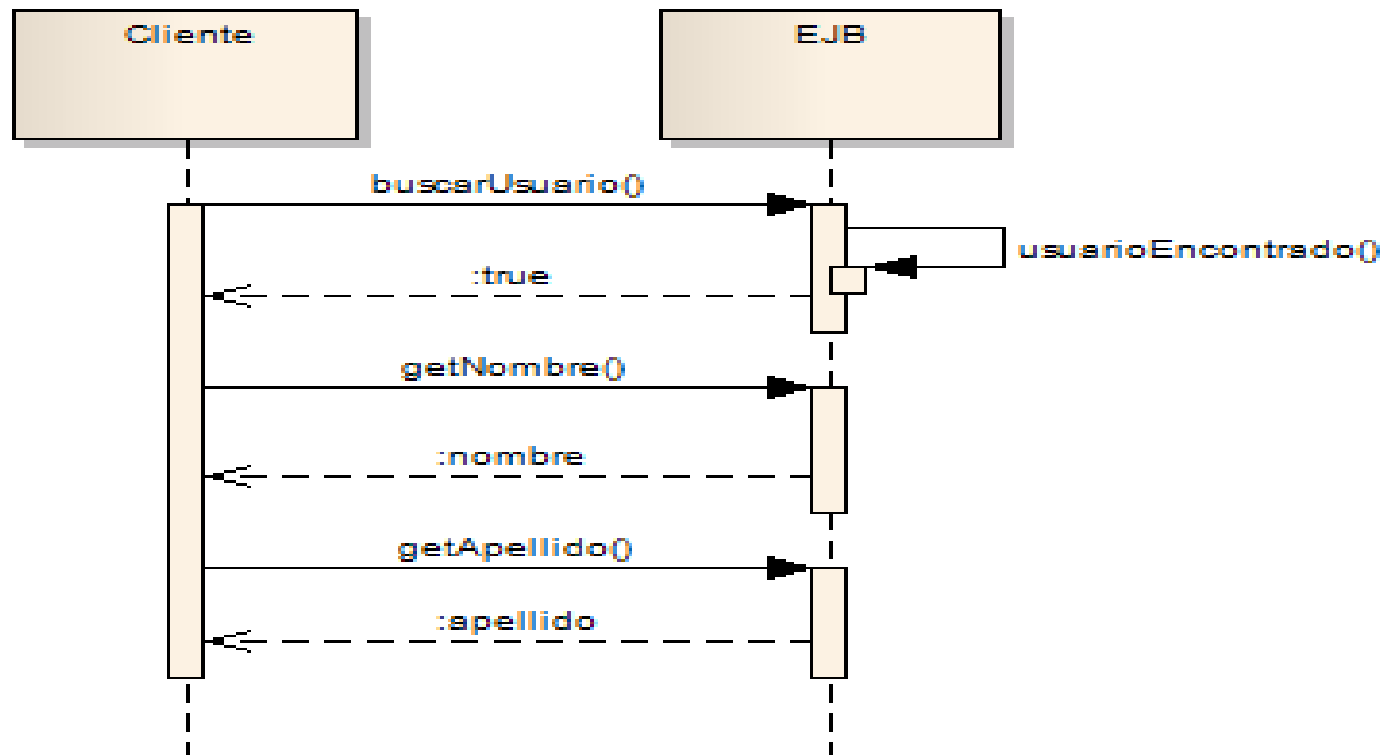 Cliente
EJB
buscarUsuario()
usuarioEncontrado()
:true
getNombre()
:nombre
getApellido()
:apellido